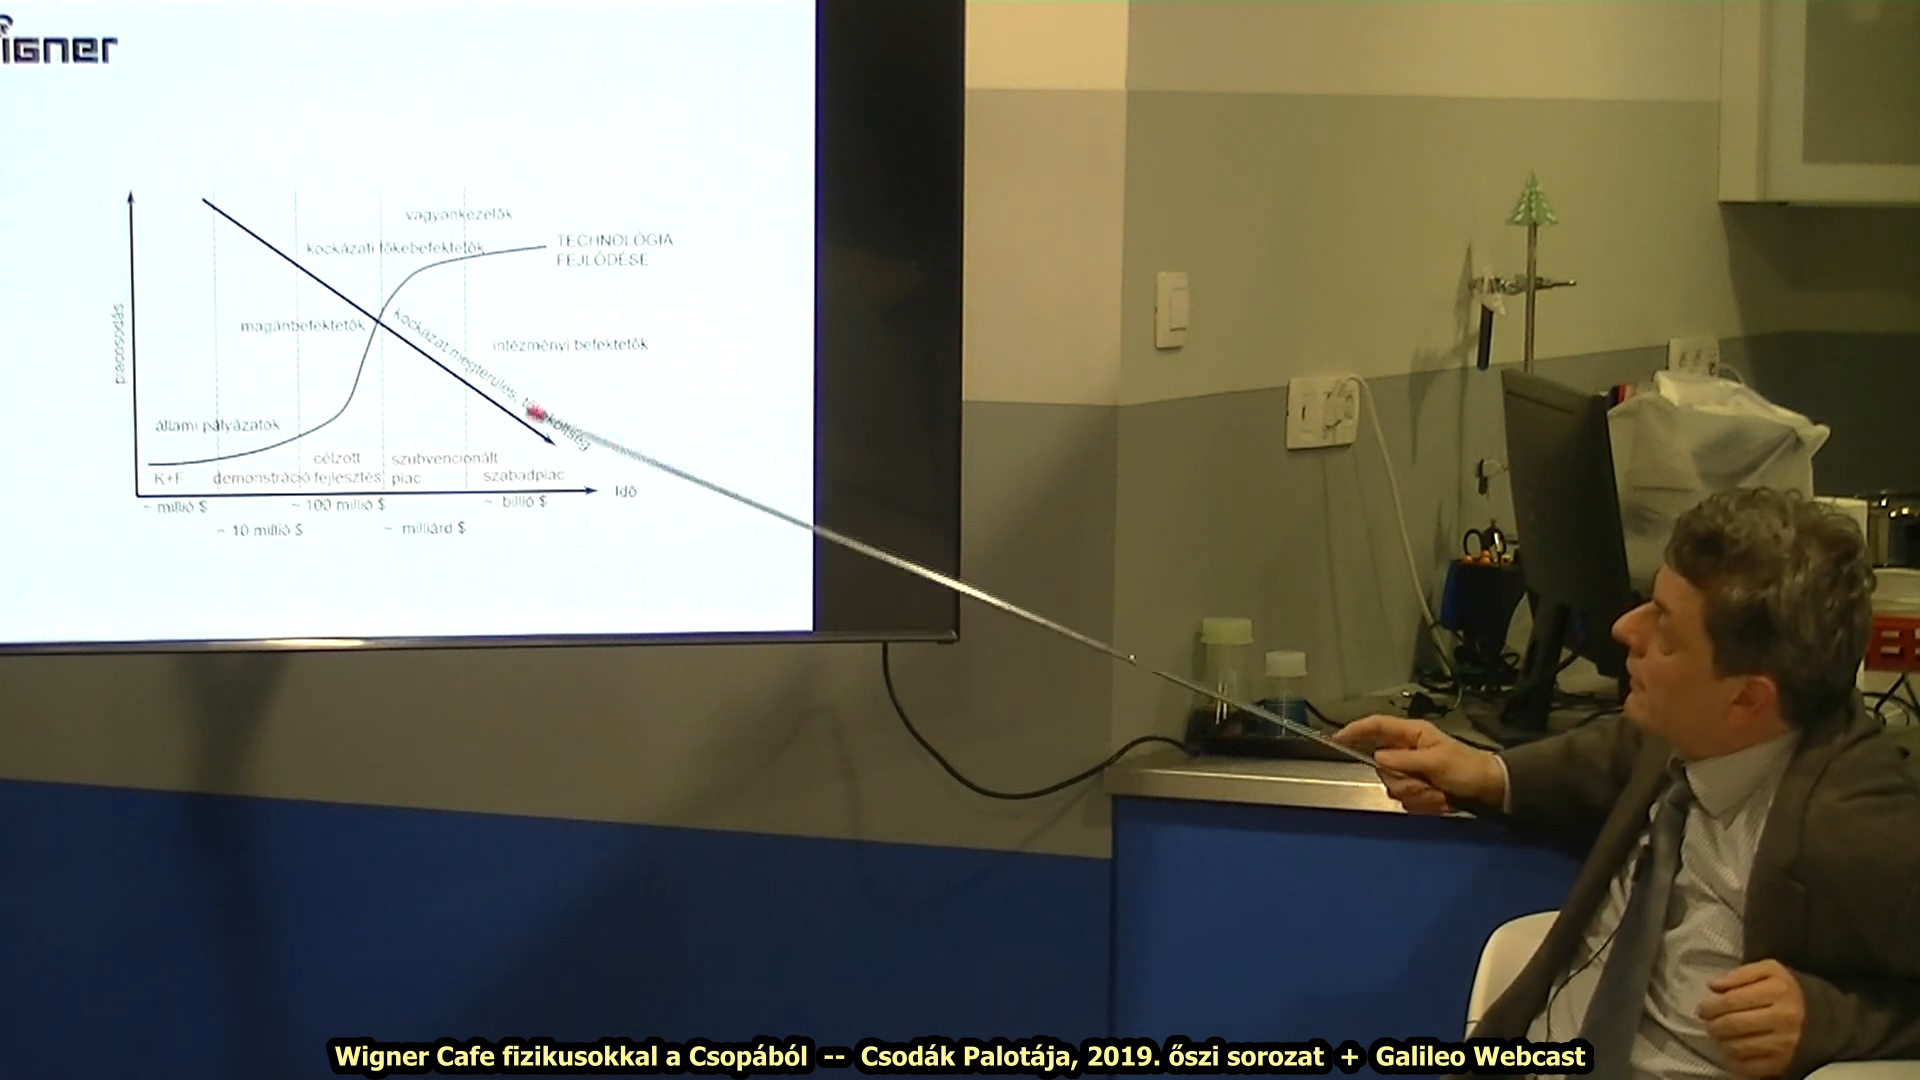 wigner
vagyonkezelők
kockázati tőkebefektetők
TECHNOLÓGIA
FEJLŐDÉSE
piacosodás
magánbefektetők
kockázat/megtérülés, tőkeköltség
intézményi befektetők
állami pályázatok
célzott
szubvencionált
K+F
demonstráció
fejlesztés
piac
szabadpiac
Idő
~ millió $
~ 100 millió $
~ billió $
~ 10 millió $
~ milliárd $
Wigner Cafe fizikusokkal a Csopából -- Csodák Palotája, 2019. őszi sorozat + Galileo Webcast